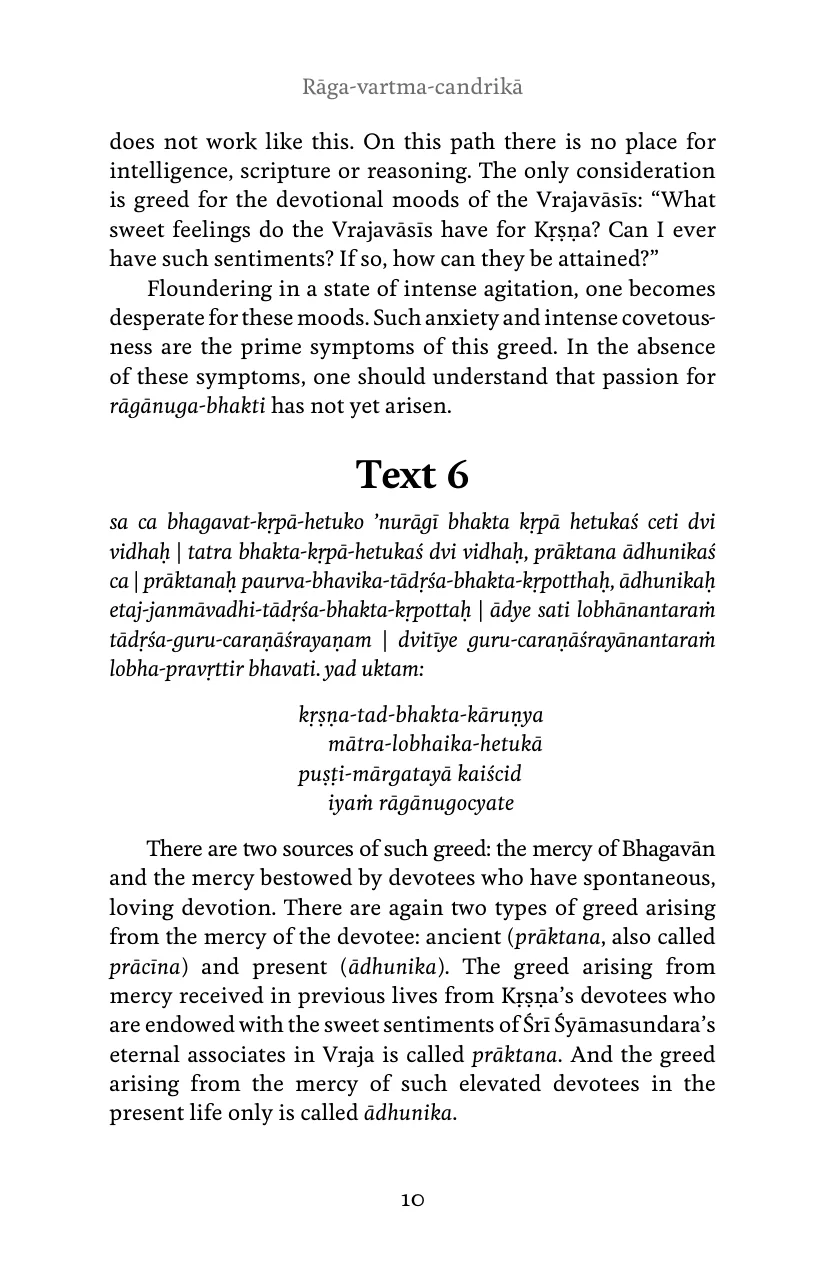 Rāga-vartma-candrikā
does not work like this. On this path there is no place for
intelligence, scripture or reasoning. The only consideration
is greed for the devotional moods of the Vrajavāsīs: “What
sweet feelings do the Vrajavāsīs have for Kṛṣṇa? Can I ever
have such sentiments? If so, how can they be attained?”
Floundering in a state of intense agitation, one becomes
desperate for these moods. Such anxiety and intense covetous-
ness are the prime symptoms of this greed. In the absence
of these symptoms, one should understand that passion for
rāgānuga-bhakti has not yet arisen.
Text 6
sa ca bhagavat-kṛpā-hetuko ’nurāgī bhakta kṛpā hetukaś ceti dvi
vidhaḥ | tatra bhakta-kṛpā-hetukaś dvi vidhaḥ, prāktana ādhunikaś
ca | prāktanaḥ paurva-bhavika-tādṛśa-bhakta-kṛpotthaḥ, ādhunikaḥ
etaj-janmāvadhi-tādṛśa-bhakta-kṛpottaḥ | ādye sati lobhānantaraṁ
tādṛśa-guru-caraṇāśrayaṇam | dvitīye guru-caraṇāśrayānantaraṁ
lobha-pravṛttir bhavati. yad uktam:
kṛṣṇa-tad-bhakta-kāruṇya
mātra-lobhaika-hetukā
puṣṭi-mārgatayā kaiścid
iyaṁ rāgānugocyate
There are two sources of such greed: the mercy of Bhagavān
and the mercy bestowed by devotees who have spontaneous,
loving devotion. There are again two types of greed arising
from the mercy of the devotee: ancient (prāktana, also called
prācīna) and present (ādhunika). The greed arising from
mercy received in previous lives from Kṛṣṇa’s devotees who
are endowed with the sweet sentiments of Śrī Śyāmasundara’s
eternal associates in Vraja is called prāktana. And the greed
arising from the mercy of such elevated devotees in the
present life only is called ādhunika.
10